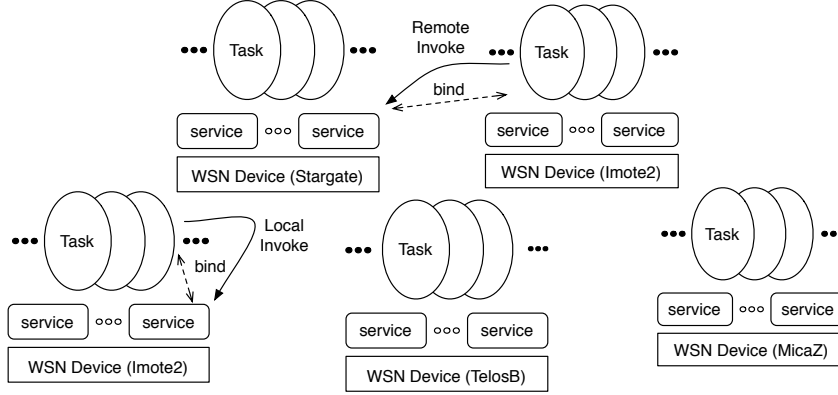 Task
Remote
Invoke
Task
bind
service
service
service
service
WSN Device (Stargate)
WSN Device (Imote2)
Task
Local
Invoke
Task
Task
bind
service
service
service
service
service
service
WSN Device (Imote2)
WSN Device (TelosB)
WSN Device (MicaZ)